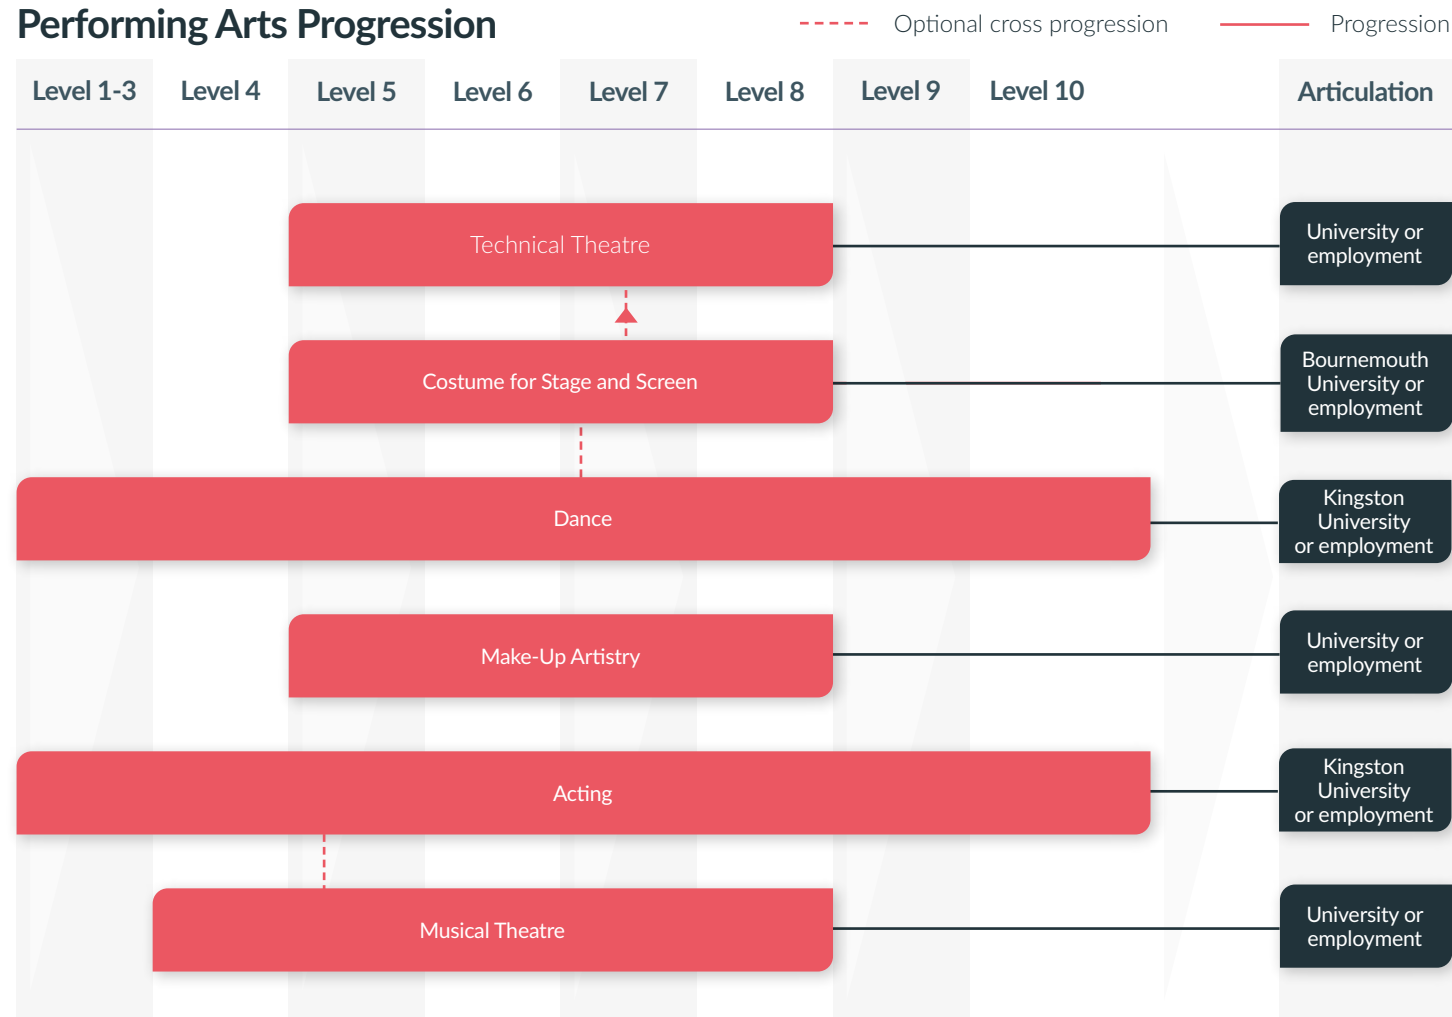 Performing Arts Progression
Optional cross progression
Progression
Level 1-3
Level 4
Level 5
Level 6
Level 7
Level 8
Level 9
Level 10
Articulation
Technical Theatre
University or
employment
Costume for Stage and Screen
Bournemouth
University or
employment
Dance
Kingston
University
or employment
Make-Up Artistry
University or
employment
Acting
Kingston
University
or employment
Musical Theatre
University or
employment